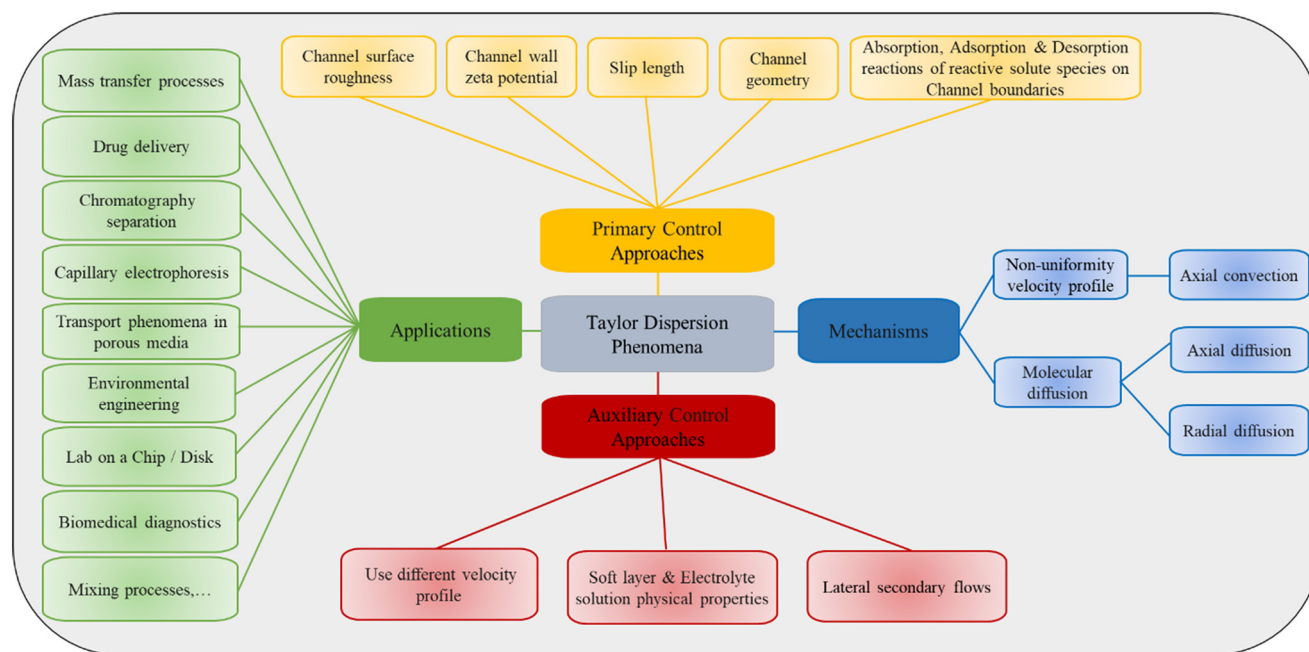 Mass transfer processes
Drug delivery
Chromatography
separation
Capillary electrophoresis
Transport phenomena in
porous media
Environmental
engineering
Lab on a Chip / Disk
Biomedical diagnostics
Mixing processes,…
Channel surface
roughness
Channel wall
zeta potential
Slip length
Channel
geometry
Absorption, Adsorption & Desorption
reactions of reactive solute species on
Channel boundaries
Primary Control
Approaches
Applications
Taylor Dispersion
Phenomena
Mechanisms
Non-uniformity
velocity profile
Axial convection
Molecular
diffusion
Axial diffusion
Radial diffusion
Auxiliary Control
Approaches
Use different velocity
profile
Soft layer & Electrolyte
solution physical properties
Lateral secondary flows